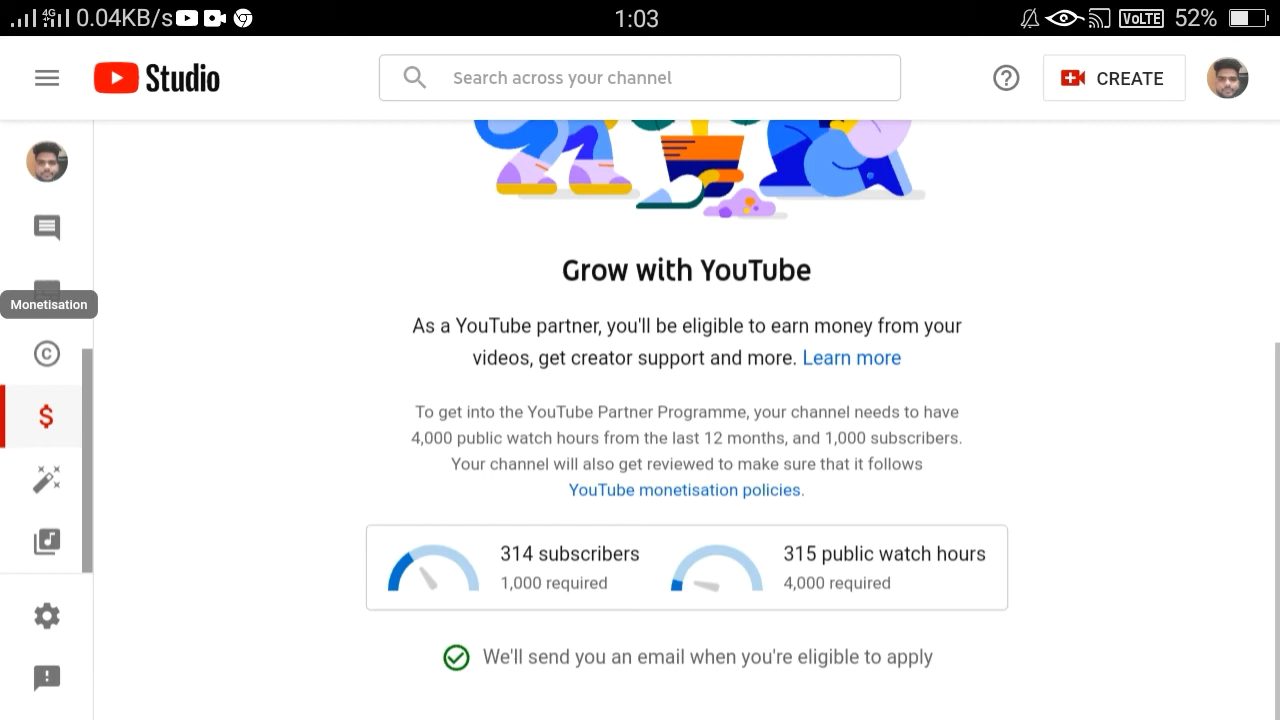 4G 0.04KB/s 1:03 VoLTE 52%
Studio
Search across your channel
CREATE
Monetisation
Grow with YouTube
As a YouTube partner, you'll be eligible to earn money from your
videos, get creator support and more. Learn more
To get into the YouTube Partner Programme, your channel needs to have
4,000 public watch hours from the last 12 months, and 1,000 subscribers.
Your channel will also get reviewed to make sure that it follows
YouTube monetisation policies.
314 subscribers
1,000 required
315 public watch hours
4,000 required
We'll send you an email when you're eligible to apply